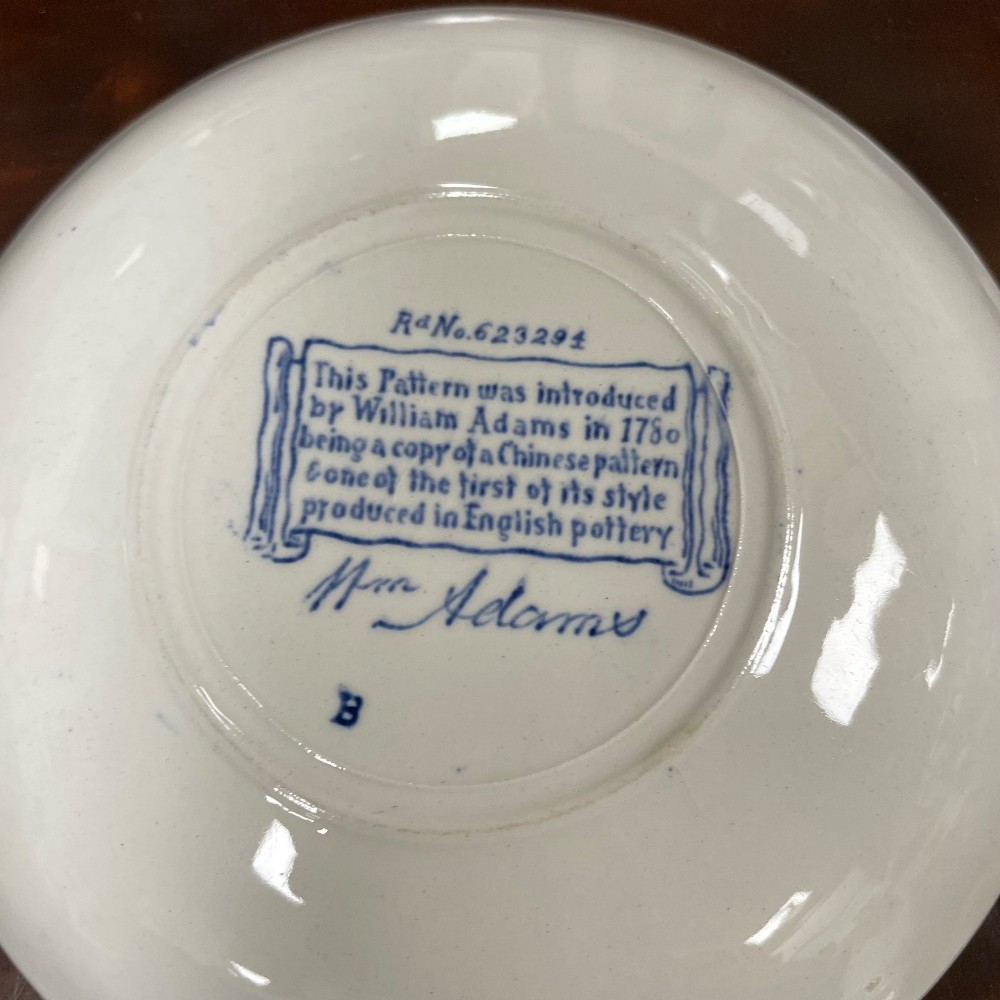 Rd No. 623294
This Pattern was introduced
by William Adams in 1780
being a copy of a Chinese pattern
& one of the first of its style
produced in English pottery
Wm Adams
B